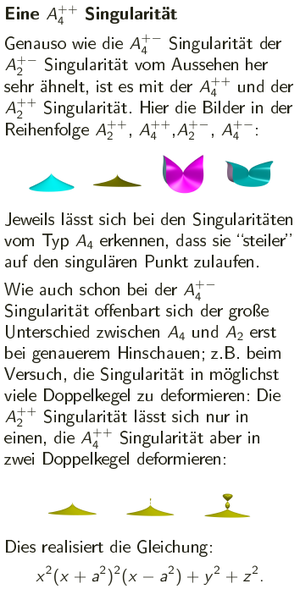 Eine A₄⁺⁺ Singularität
Genauso wie die A₄⁺⁻ Singularität der
A₂⁺⁻ Singularität vom Aussehen her
sehr ähnelt, ist es mit der A₄⁺⁺ und der
A₂⁺⁺ Singularität. Hier die Bilder in der
Reihenfolge A₂⁺⁺, A₄⁺⁺,A₂⁺⁻, A₄⁺⁻:
Jeweils lässt sich bei den Singularitäten
vom Typ A₄ erkennen, dass sie “steiler”
auf den singulären Punkt zulaufen.
Wie auch schon bei der A₄⁺⁻
Singularität offenbart sich der große
Unterschied zwischen A₄ und A₂ erst
bei genauerem Hinschauen; z.B. beim
Versuch, die Singularität in möglichst
viele Doppelkegel zu deformieren: Die
A₂⁺⁺ Singularität lässt sich nur in
einen, die A₄⁺⁺ Singularität aber in
zwei Doppelkegel deformieren:
Dies realisiert die Gleichung:
x²(x + a²)²(x − a²) + y² + z².